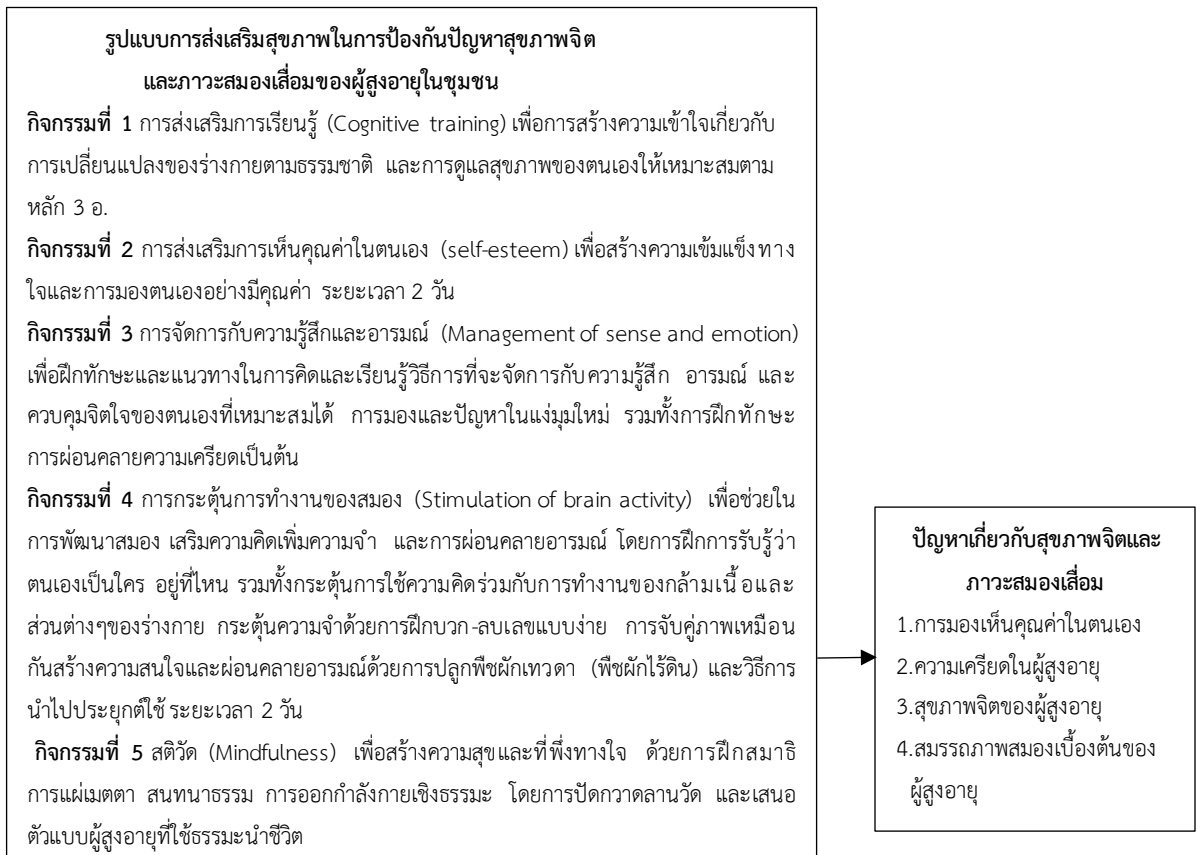 รูปแบบการส่งเสริมสุขภาพในการป้องกันปัญหาสุขภาพจิต
และภาวะสมองเสื่อมของผู้สูงอายุในชุมชน
กิจกรรมที่ 1 การส่งเสริมการเรียนรู้ (Cognitive training) เพื่อการสร้างความเข้าใจเกี่ยวกับ
การเปลี่ยนแปลงของร่างกายตามธรรมชาติ และการดูแลสุขภาพของตนเองให้เหมาะสมตาม
หลัก 3 อ.
กิจกรรมที่ 2 การส่งเสริมการเห็นคุณค่าในตนเอง (self-esteem) เพื่อสร้างความเข้มแข็งทาง
ใจและการมองตนเองอย่างมีคุณค่า ระยะเวลา 2 วัน
กิจกรรมที่ 3 การจัดการกับความรู้สึกและอารมณ์ (Management of sense and emotion)
เพื่อฝึกทักษะและแนวทางในการคิดและเรียนรู้วิธีการที่จะจัดการกับความรู้สึก อารมณ์ และ
ควบคุมจิตใจของตนเองที่เหมาะสมได้ การมองและปัญหาในแง่มุมใหม่ รวมทั้งการฝึกทักษะ
การผ่อนคลายความเครียดเป็นต้น
กิจกรรมที่ 4 การกระตุ้นการทำงานของสมอง (Stimulation of brain activity) เพื่อช่วยใน
การพัฒนาสมอง เสริมความคิดเพิ่มความจำ และการผ่อนคลายอารมณ์ โดยการฝึกการรับรู้ว่า
ตนเองเป็นใคร อยู่ที่ไหน รวมทั้งกระตุ้นการใช้ความคิดร่วมกับการทำงานของกล้ามเนื้อและ
ส่วนต่างๆของร่างกาย กระตุ้นความจำด้วยการฝึกบวก-ลบเลขแบบง่าย การจับคู่ภาพเหมือน
กันสร้างความสนใจและผ่อนคลายอารมณ์ด้วยการปลูกพืชผักเทวดา (พืชผักไร้ดิน) และวิธีการ
นำไปประยุกต์ใช้ ระยะเวลา 2 วัน
กิจกรรมที่ 5 สติวัด (Mindfulness) เพื่อสร้างความสุขและที่พึ่งทางใจ ด้วยการฝึกสมาธิ
การแผ่เมตตา สนทนาธรรม การออกกำลังกายเชิงธรรมะ โดยการปัดกวาดลานวัด และเสนอ
ตัวแบบผู้สูงอายุที่ใช้ธรรมะนำชีวิต
ปัญหาเกี่ยวกับสุขภาพจิตและ
ภาวะสมองเสื่อม
1.การมองเห็นคุณค่าในตนเอง
2.ความเครียดในผู้สูงอายุ
3.สุขภาพจิตของผู้สูงอายุ
4.สมรรถภาพสมองเบื้องต้นของ
ผู้สูงอายุ